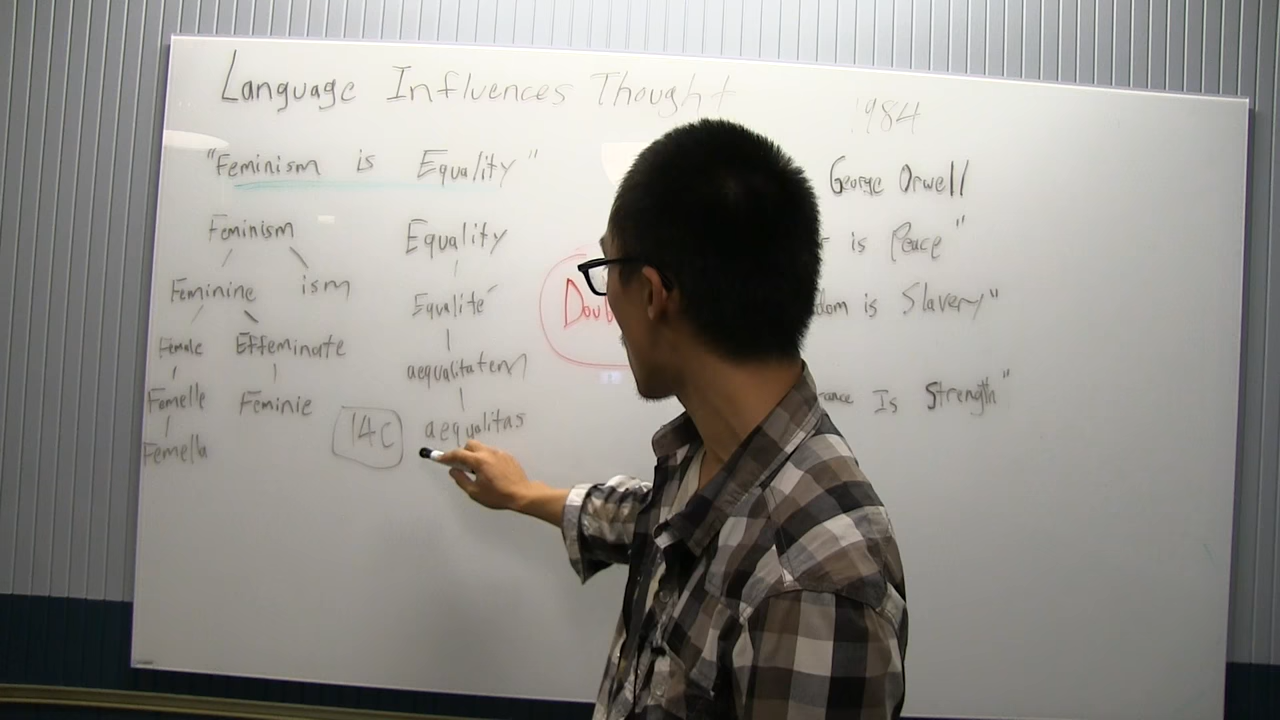 Language Influences Thought
1984
"Feminism is Equality"
George Orwell
Feminism
Equality
is Peace"
Feminine ism
Equalité
is Slavery"
Female Effeminate
aequalitatem
Femelle Feminie
Is Strength"
14C
aequalitas
Femella